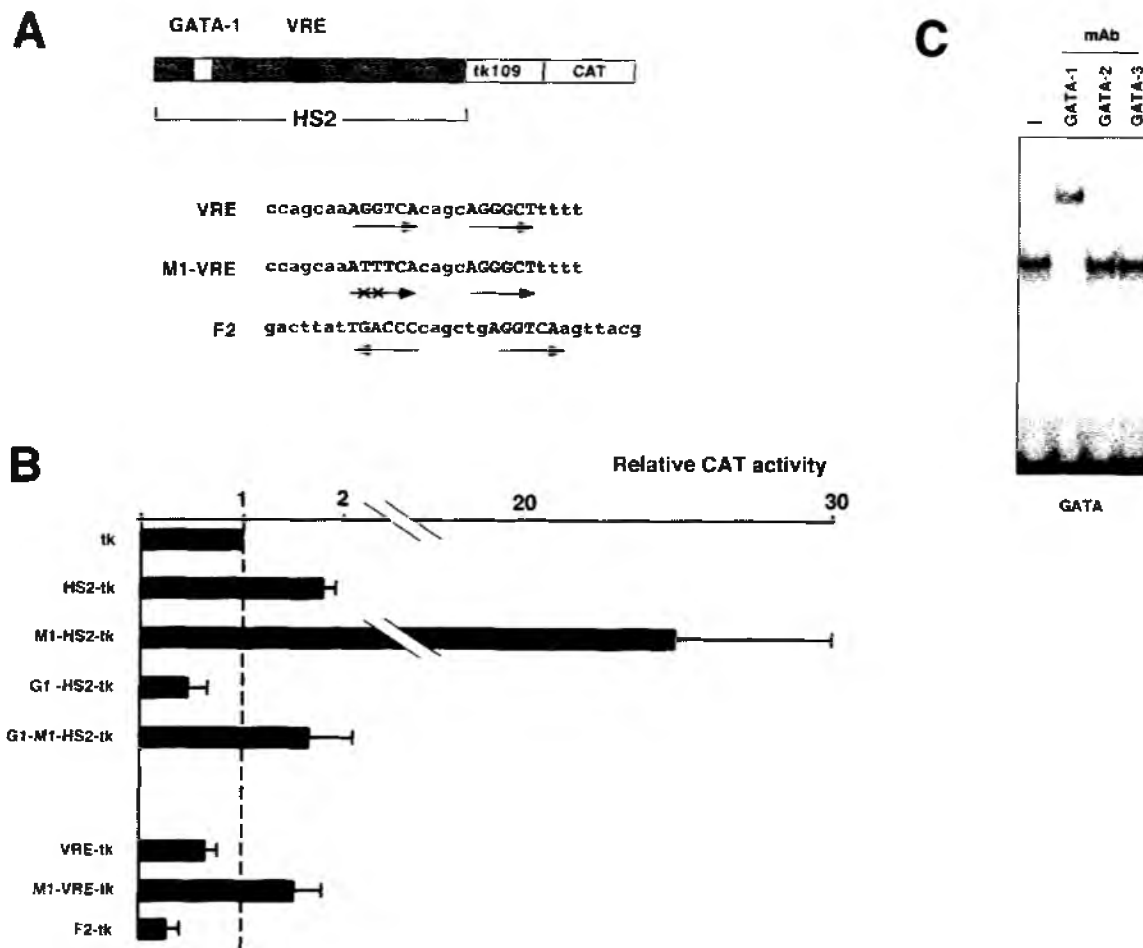 A
GATA-1 VRE
tk109 CAT
HS2
VRE ccagcaaAGGTCAcagcAGGGCTtttt
M1-VRE ccagcaaATTTCAcagcAGGGCTtttt
F2 gacttatTGACCCcagctgAGGTCAagttacg
B
Relative CAT activity
1 2 20 30
tk
HS2-tk
M1-HS2-tk
G1-HS2-tk
G1-M1-HS2-tk
VRE-tk
M1-VRE-tk
F2-tk
C
mAb
– GATA-1 GATA-2 GATA-3
GATA